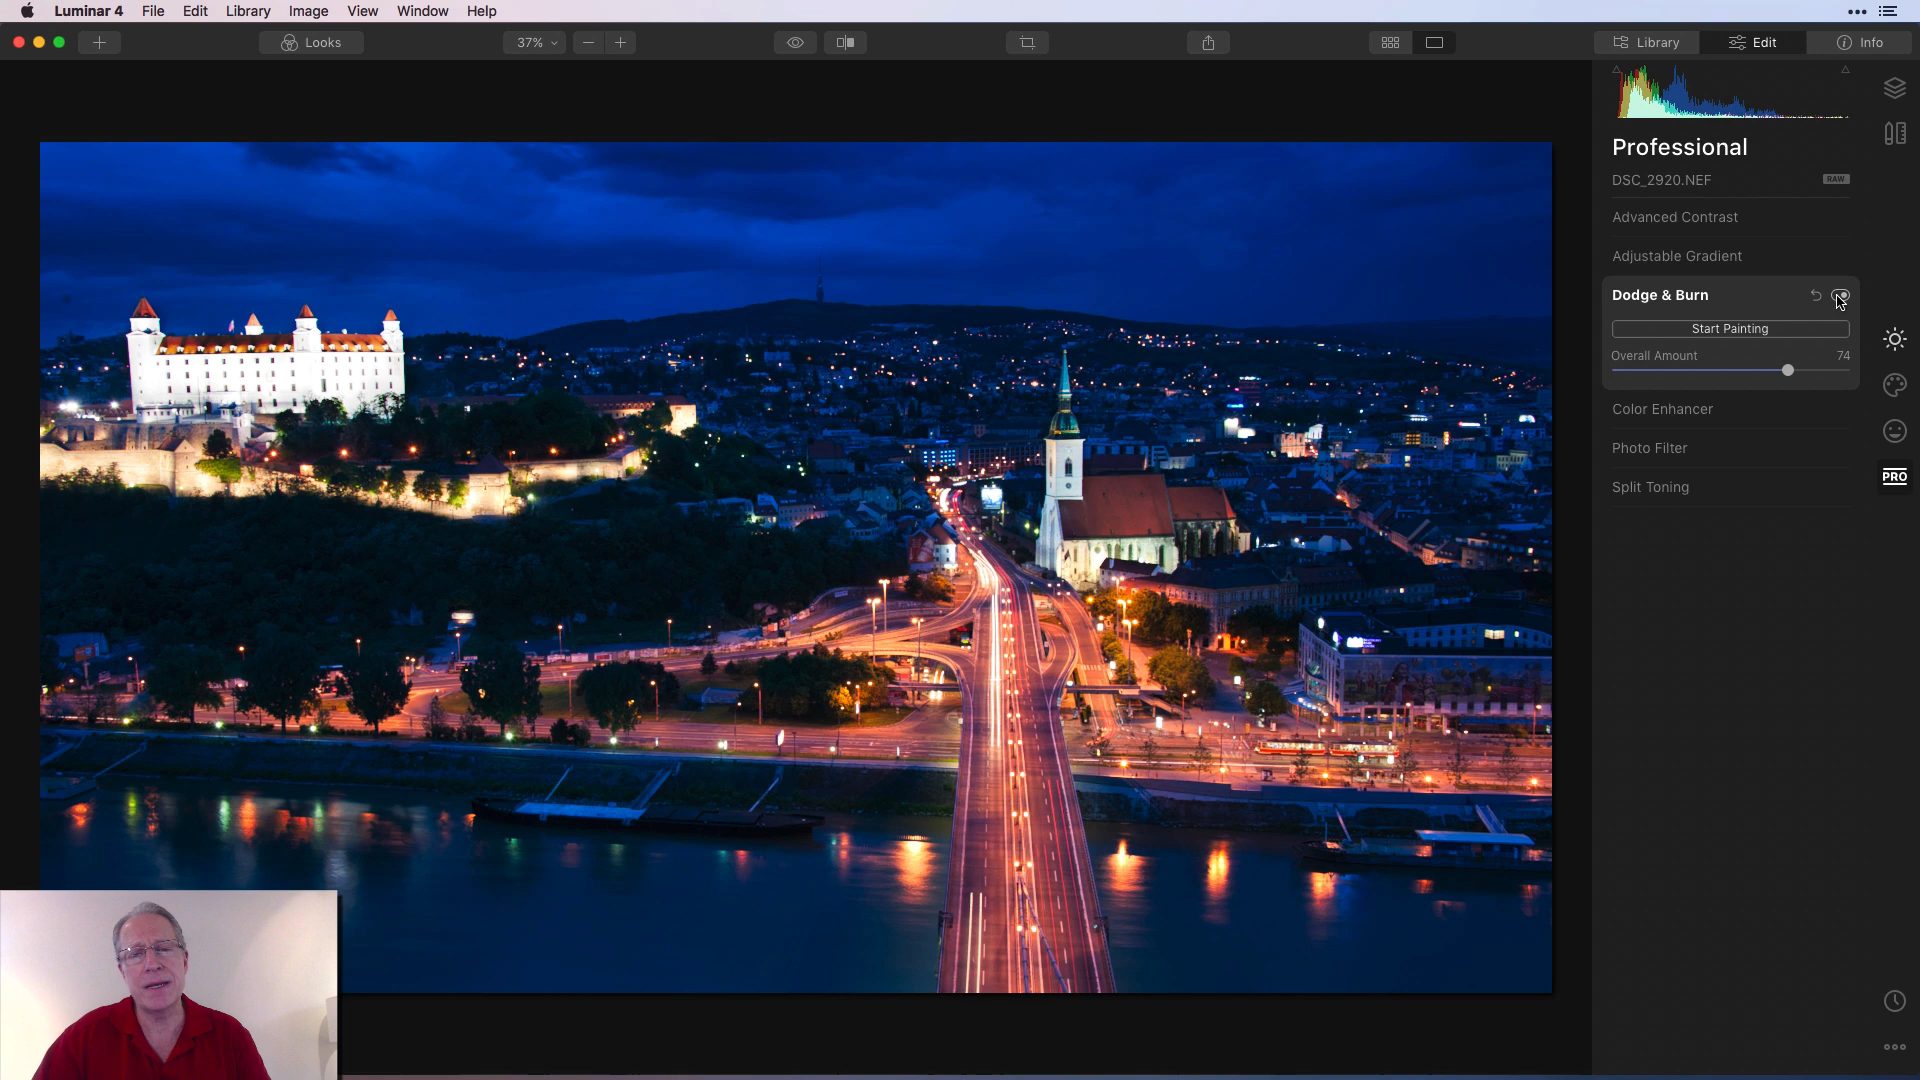 Luminar 4 File Edit Library Image View Window Help
Looks 37% Library Edit Info
Professional
DSC_2920.NEF RAW
Advanced Contrast
Adjustable Gradient
Dodge & Burn
Start Painting
Overall Amount 74
Color Enhancer
Photo Filter
PRO
Split Toning